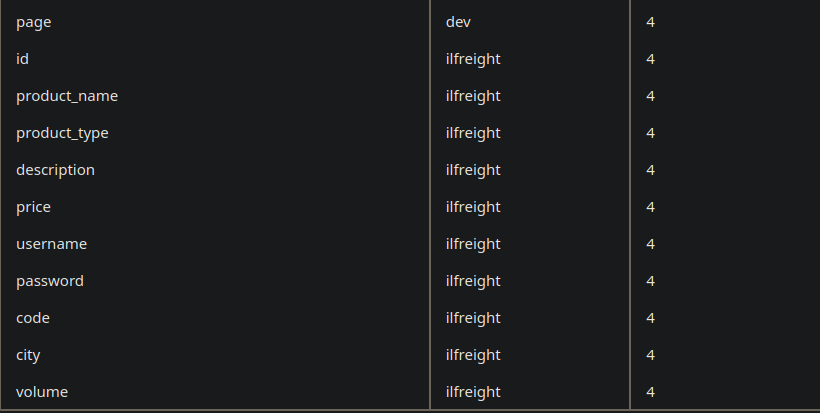 page dev 4
id ilfreight 4
product_name ilfreight 4
product_type ilfreight 4
description ilfreight 4
price ilfreight 4
username ilfreight 4
password ilfreight 4
code ilfreight 4
city ilfreight 4
volume ilfreight 4